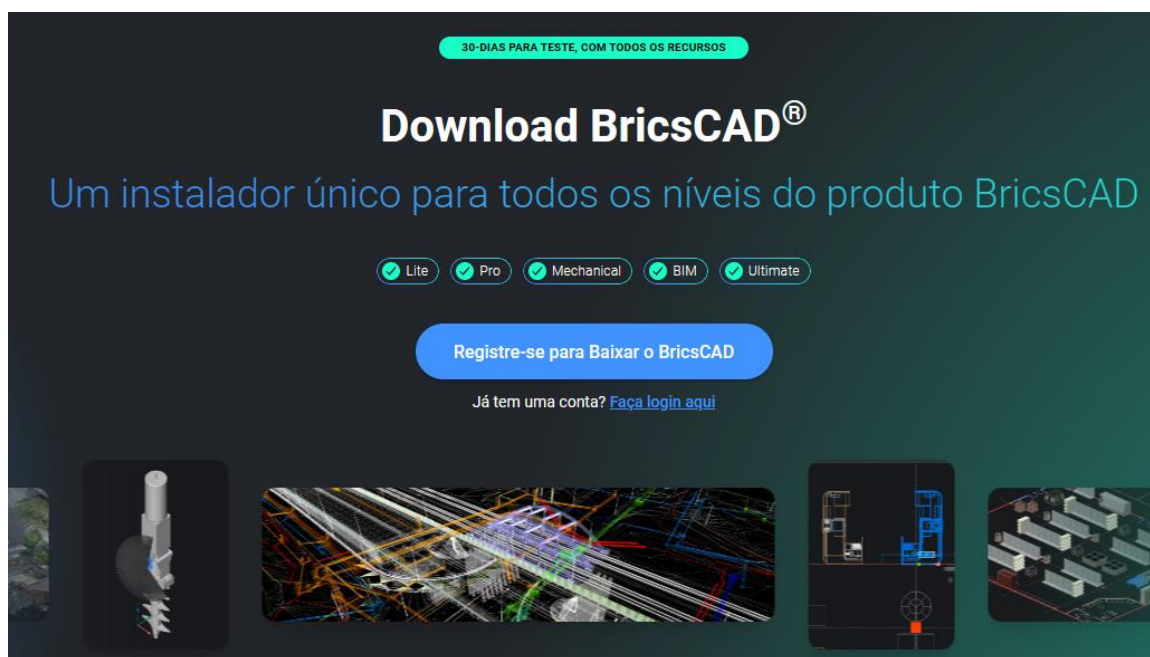 30-DIAS PARA TESTE, COM TODOS OS RECURSOS
Download BricsCAD®
Um instalador único para todos os níveis do produto BricsCAD
Lite Pro Mechanical BIM Ultimate
Registre-se para Baixar o BricsCAD
Já tem uma conta? Faça login aqui